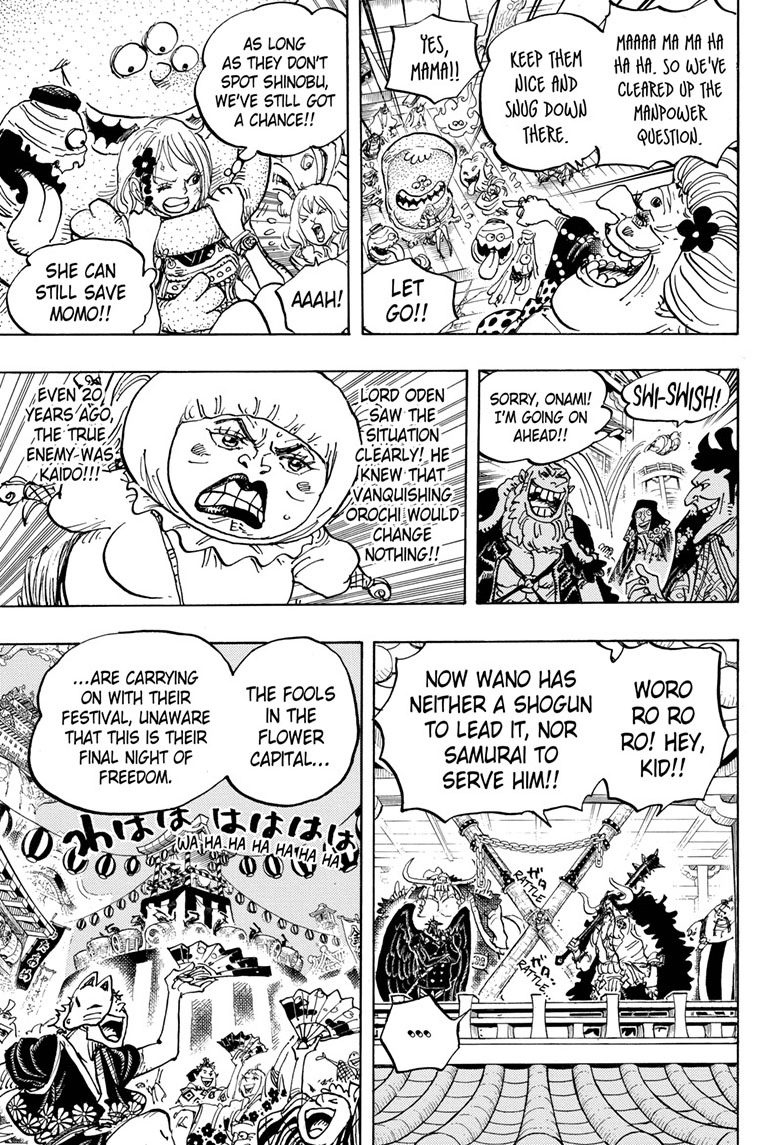 MAAAA MA MA HA
HA HA. SO WE'VE
CLEARED UP THE
MANPOWER
QUESTION.
KEEP THEM
NICE AND
SNUG DOWN
THERE.
YES,
MAMA!!
LET
GO!!
AS LONG
AS THEY DON'T
SPOT SHINOBU,
WE'VE STILL GOT
A CHANCE!!
AAAH!
SHE CAN
STILL SAVE
MOMO!!
SWI-SWISH!
SORRY, ONAMI!
I'M GOING ON
AHEAD!!
LORD ODEN
SAW THE
SITUATION
CLEARLY! HE
KNEW THAT
VANQUISHING
OROCHI WOULD
CHANGE
NOTHING!!
EVEN 20
YEARS AGO,
THE TRUE
ENEMY WAS
KAIDO!!!
WORO
RO RO
RO! HEY,
KID!!
NOW WANO HAS
NEITHER A SHOGUN
TO LEAD IT, NOR
SAMURAI TO
SERVE HIM!!
ガタ
RATTLE
ガタ
RATTLE
...
THE FOOLS
IN THE
FLOWER
CAPITAL...
...ARE CARRYING
ON WITH THEIR
FESTIVAL, UNAWARE
THAT THIS IS THEIR
FINAL NIGHT OF
FREEDOM.
わはははははは
WA HA HA HA HA HA HA